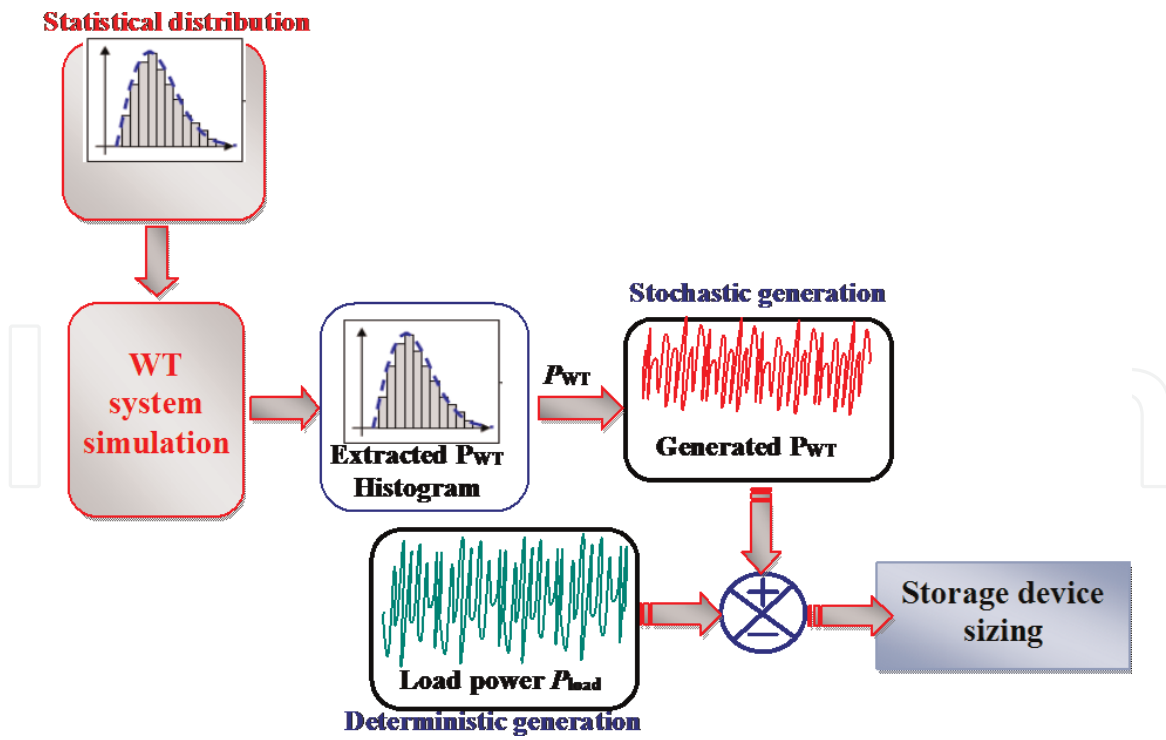 Statistical distribution
WT
system
simulation
Extracted PWT
Histogram
PWT
Stochastic generation
Generated PWT
Load power Pload
Deterministic generation
+
−
Storage device
sizing